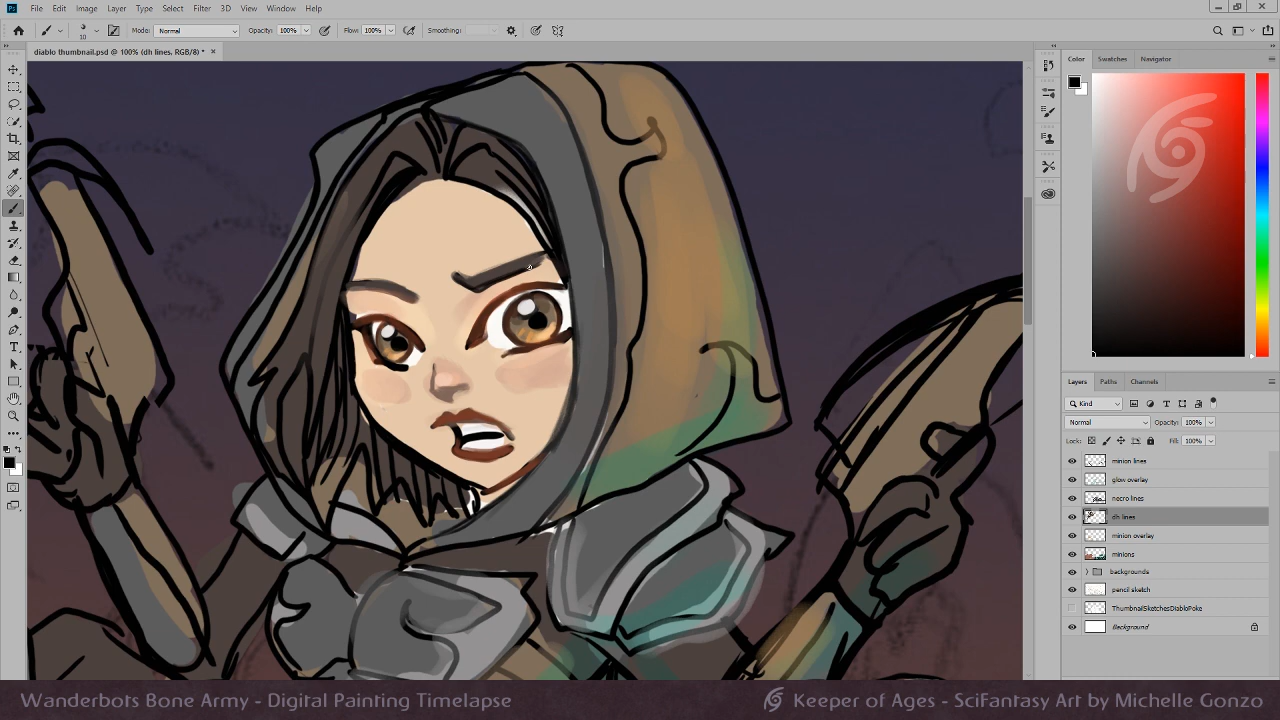 Ps File Edit Image Layer Type Select Filter 3D View Window Help
10 Mode: Normal Opacity: 100% Flow: 100% Smoothing:
diablo thumbnail.psd @ 100% (dh lines, RGB/8) * ×
Color Swatches Navigator
Layers Paths Channels
Kind
Normal Opacity: 100%
Lock: Fill: 100%
minion lines
glow overlay
necro lines
dh lines
minion overlay
minions
backgrounds
pencil sketch
ThumbnailSketchesDiabloPoke
Background
Wanderbots Bone Army - Digital Painting Timelapse
Keeper of Ages - SciFantasy Art by Michelle Gonzo